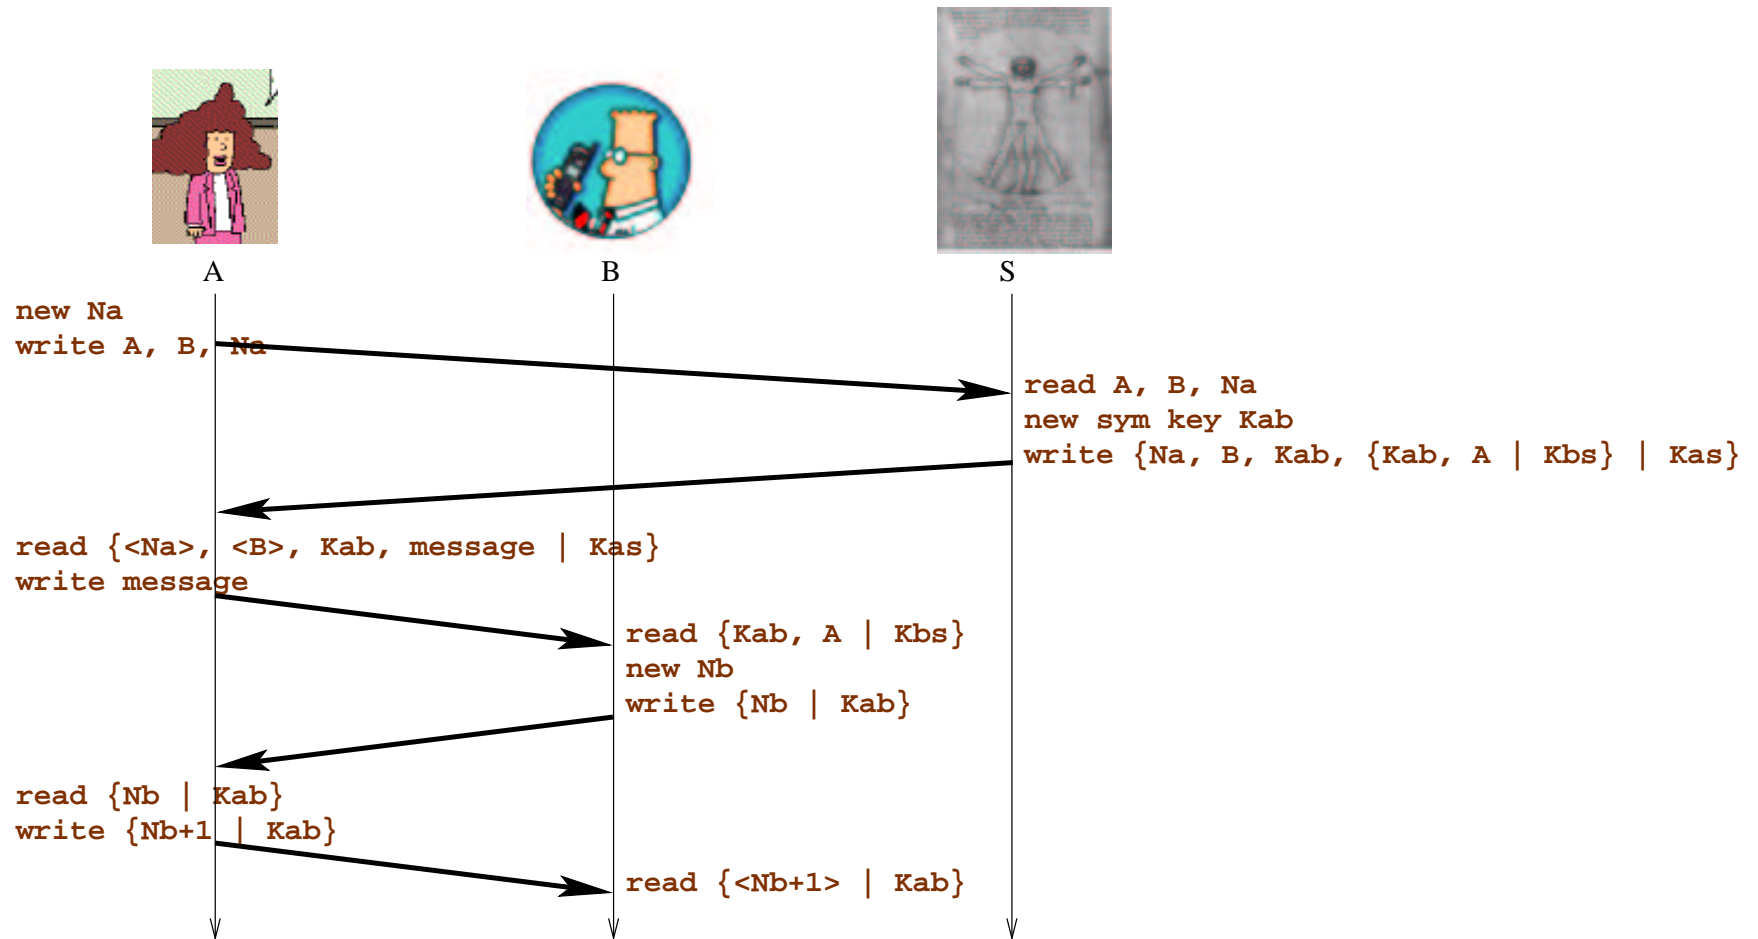 A
B
S
new Na
write A, B, Na
read A, B, Na
new sym key Kab
write {Na, B, Kab, {Kab, A | Kbs} | Kas}
read {<Na>, <B>, Kab, message | Kas}
write message
read {Kab, A | Kbs}
new Nb
write {Nb | Kab}
read {Nb | Kab}
write {Nb+1 | Kab}
read {<Nb+1> | Kab}